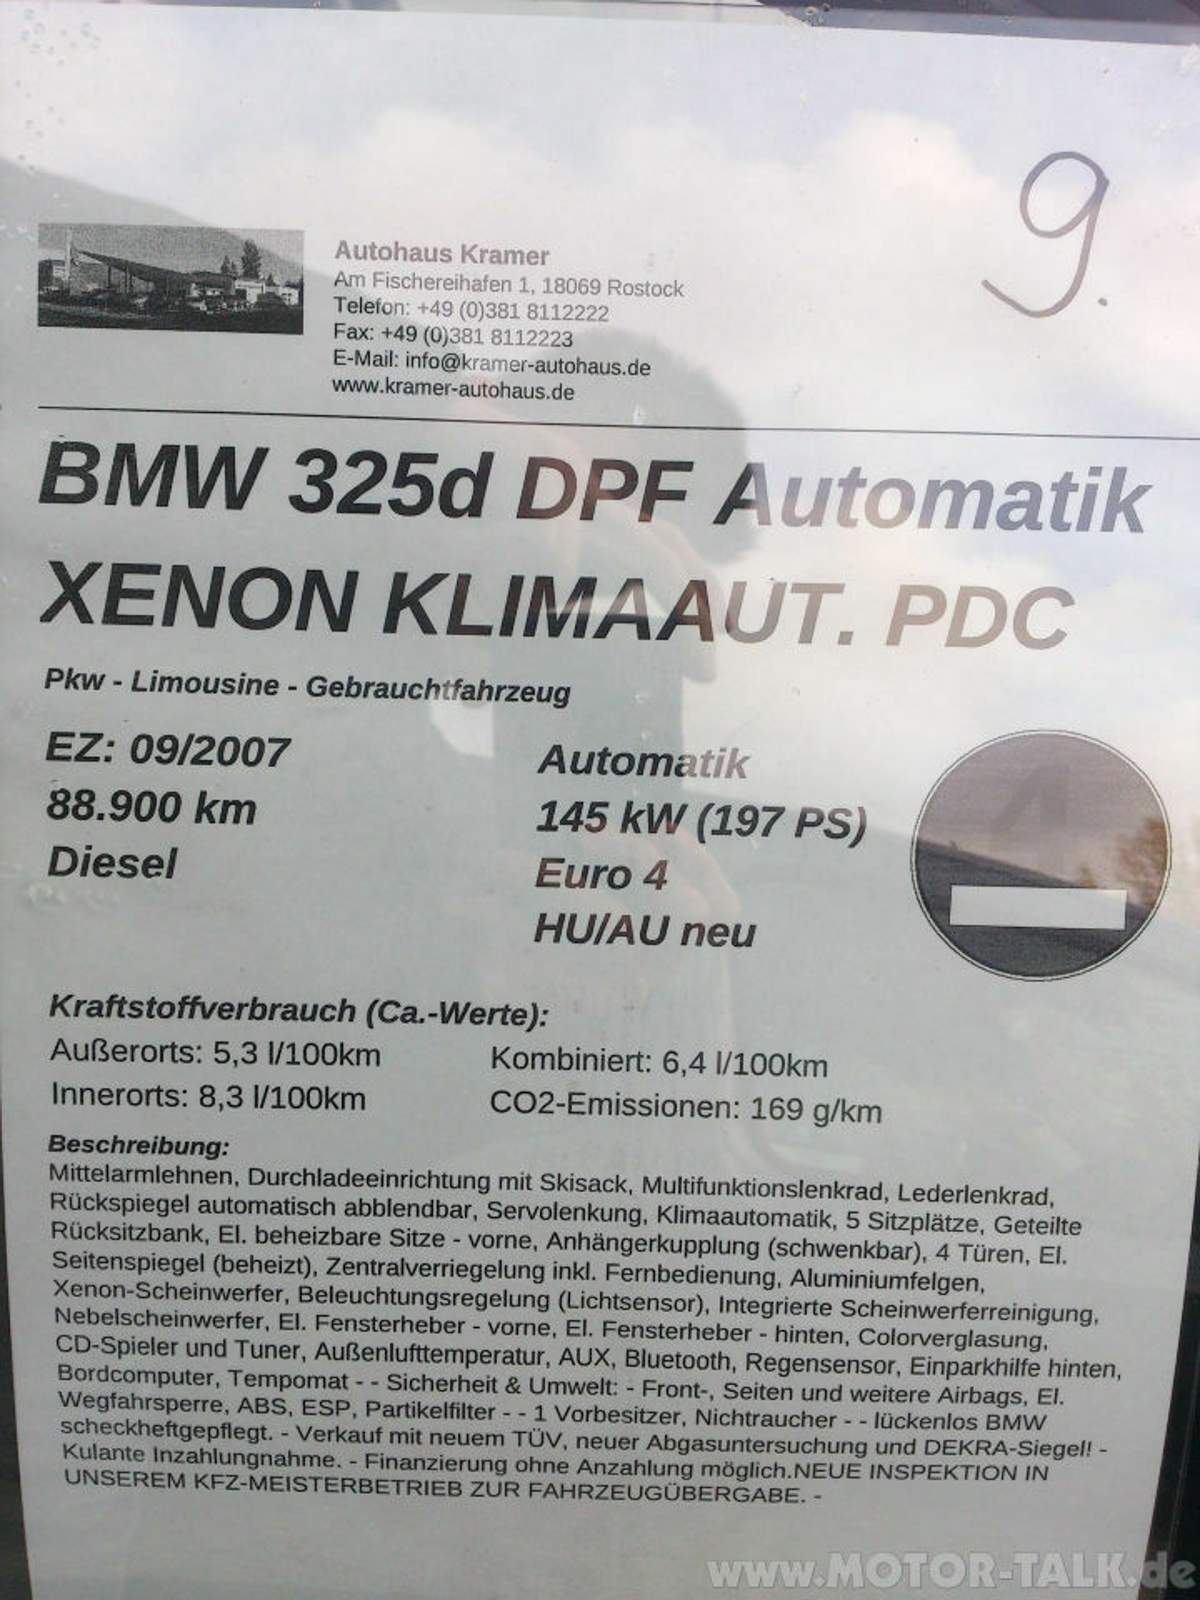 9.
Autohaus Kramer
Am Fischereihafen 1, 18069 Rostock
Telefon: +49 (0)381 8112222
Fax: +49 (0)381 8112223
E-Mail: info@kramer-autohaus.de
www.kramer-autohaus.de
BMW 325d DPF Automatik
XENON KLIMAAUT. PDC
Pkw - Limousine - Gebrauchtfahrzeug
EZ: 09/2007
88.900 km
Diesel
Automatik
145 kW (197 PS)
Euro 4
HU/AU neu
4
Kraftstoffverbrauch (Ca.-Werte):
Außerorts: 5,3 l/100km
Innerorts: 8,3 l/100km
Kombiniert: 6,4 l/100km
CO2-Emissionen: 169 g/km
Beschreibung:
Mittelarmlehnen, Durchladeeinrichtung mit Skisack, Multifunktionslenkrad, Lederlenkrad,
Rückspiegel automatisch abblendbar, Servolenkung, Klimaautomatik, 5 Sitzplätze, Geteilte
Rücksitzbank, El. beheizbare Sitze - vorne, Anhängerkupplung (schwenkbar), 4 Türen, El.
Seitenspiegel (beheizt), Zentralverriegelung inkl. Fernbedienung, Aluminiumfelgen,
Xenon-Scheinwerfer, Beleuchtungsregelung (Lichtsensor), Integrierte Scheinwerferreinigung,
Nebelscheinwerfer, El. Fensterheber - vorne, El. Fensterheber - hinten, Colorverglasung,
CD-Spieler und Tuner, Außenlufttemperatur, AUX, Bluetooth, Regensensor, Einparkhilfe hinten,
Bordcomputer, Tempomat - - Sicherheit & Umwelt: - Front-, Seiten und weitere Airbags, El.
Wegfahrsperre, ABS, ESP, Partikelfilter - - 1 Vorbesitzer, Nichtraucher - - lückenlos BMW
scheckheftgepflegt. - Verkauf mit neuem TÜV, neuer Abgasuntersuchung und DEKRA-Siegel! -
Kulante Inzahlungnahme. - Finanzierung ohne Anzahlung möglich.NEUE INSPEKTION IN
UNSEREM KFZ-MEISTERBETRIEB ZUR FAHRZEUGÜBERGABE. -
www.MOTOR-TALK.de